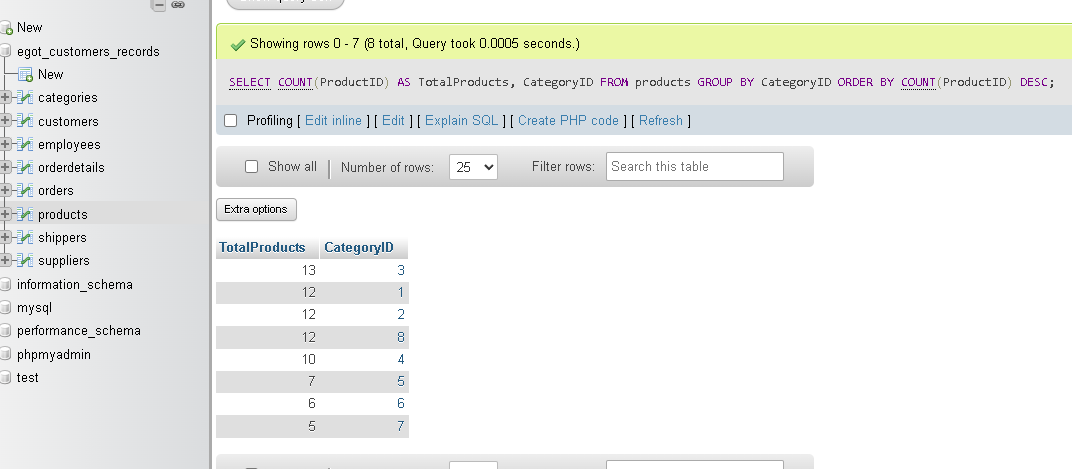 New
egot_customers_records
New
categories
customers
employees
orderdetails
orders
products
shippers
suppliers
information_schema
mysql
performance_schema
phpmyadmin
test
Showing rows 0 - 7 (8 total, Query took 0.0005 seconds.)
SELECT COUNT(ProductID) AS TotalProducts, CategoryID FROM products GROUP BY CategoryID ORDER BY COUNT(ProductID) DESC;
Profiling [ Edit inline ] [ Edit ] [ Explain SQL ] [ Create PHP code ] [ Refresh ]
Show all | Number of rows: 25 Filter rows: Search this table
Extra options
TotalProducts CategoryID
13 3
12 1
12 2
12 8
10 4
7 5
6 6
5 7